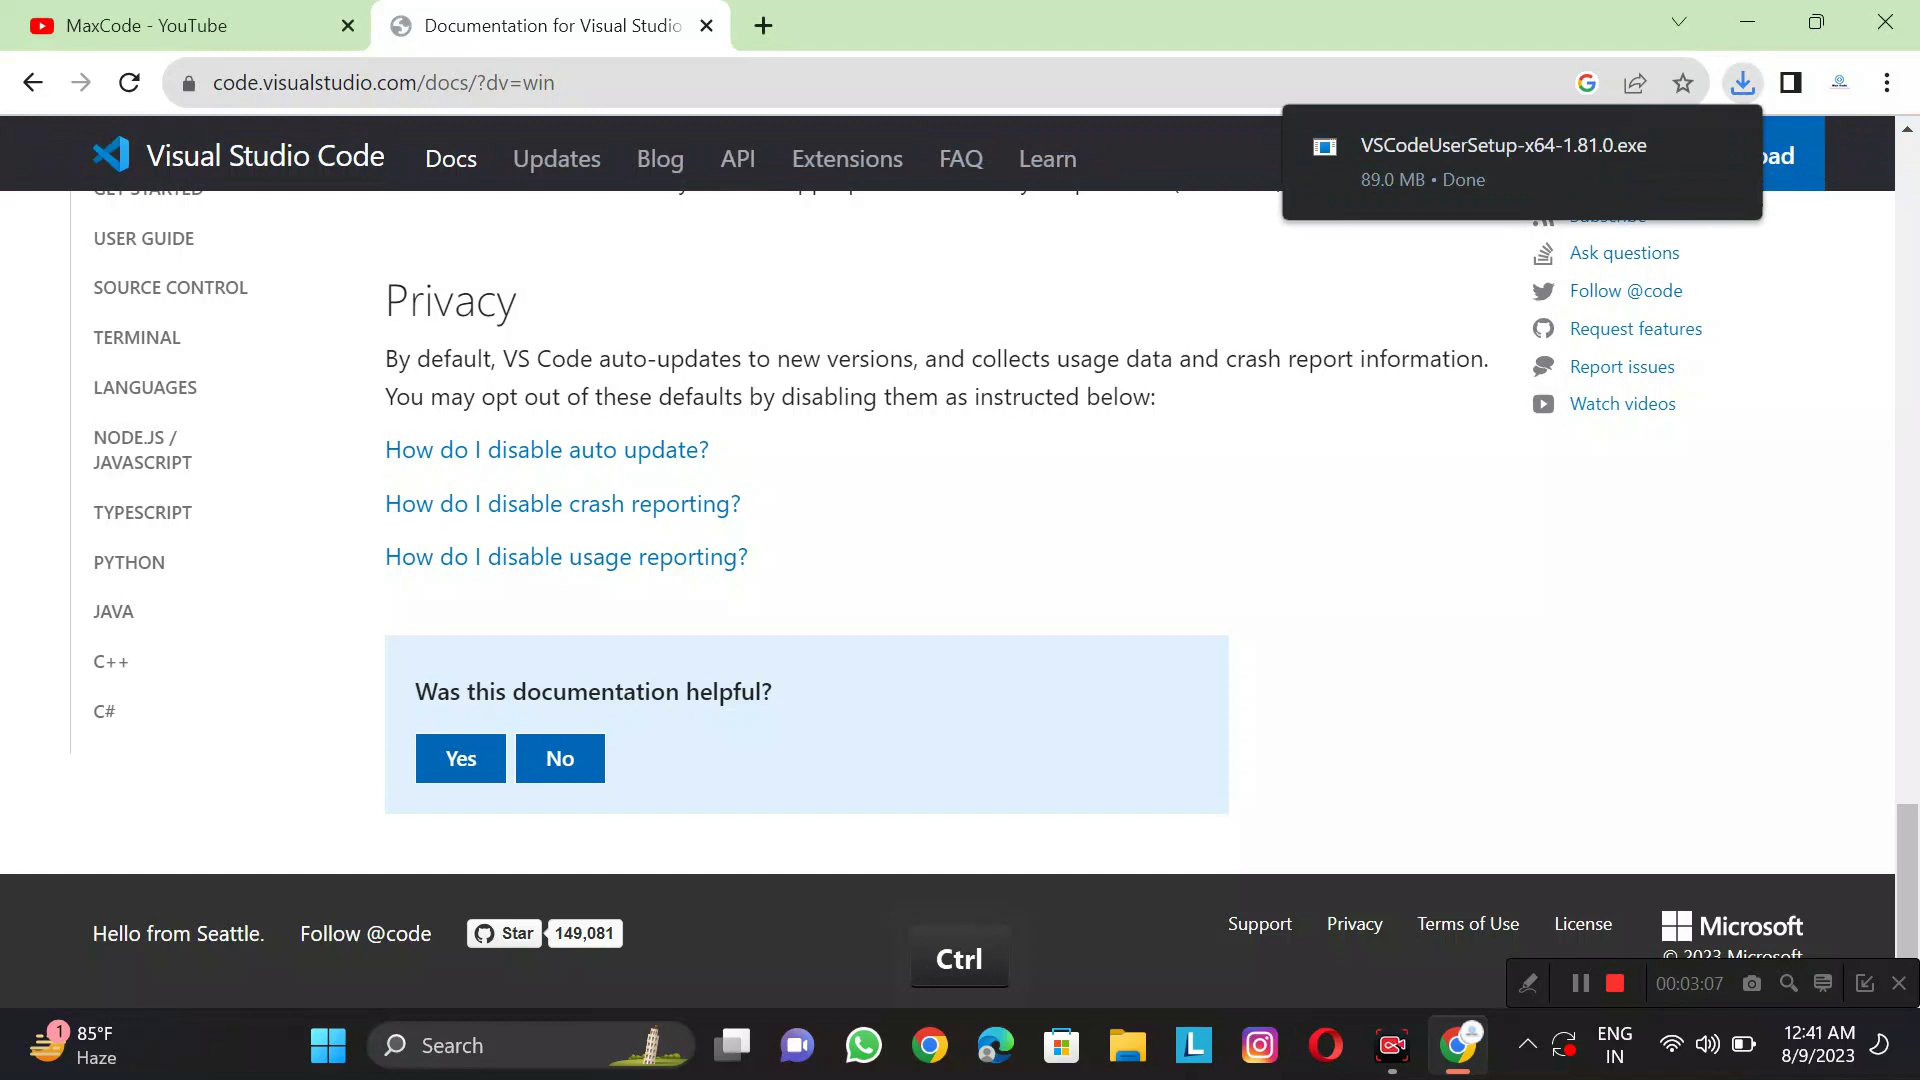 MaxCode - YouTube
Documentation for Visual Studio
code.visualstudio.com/docs/?dv=win
VSCodeUserSetup-x64-1.81.0.exe
89.0 MB • Done
Visual Studio Code
Docs
Updates
Blog
API
Extensions
FAQ
Learn
GET STARTED
USER GUIDE
SOURCE CONTROL
TERMINAL
LANGUAGES
NODE.JS /
JAVASCRIPT
TYPESCRIPT
PYTHON
JAVA
C++
C#
Privacy
By default, VS Code auto-updates to new versions, and collects usage data and crash report information.
You may opt out of these defaults by disabling them as instructed below:
How do I disable auto update?
How do I disable crash reporting?
How do I disable usage reporting?
Was this documentation helpful?
Yes
No
Subscribe
Ask questions
Follow @code
Request features
Report issues
Watch videos
Hello from Seattle.
Follow @code
Star
149,081
Support
Privacy
Terms of Use
License
Microsoft
© 2023 Microsoft
Ctrl
00:03:07
1
85°F
Haze
Search
ENG
IN
12:41 AM
8/9/2023